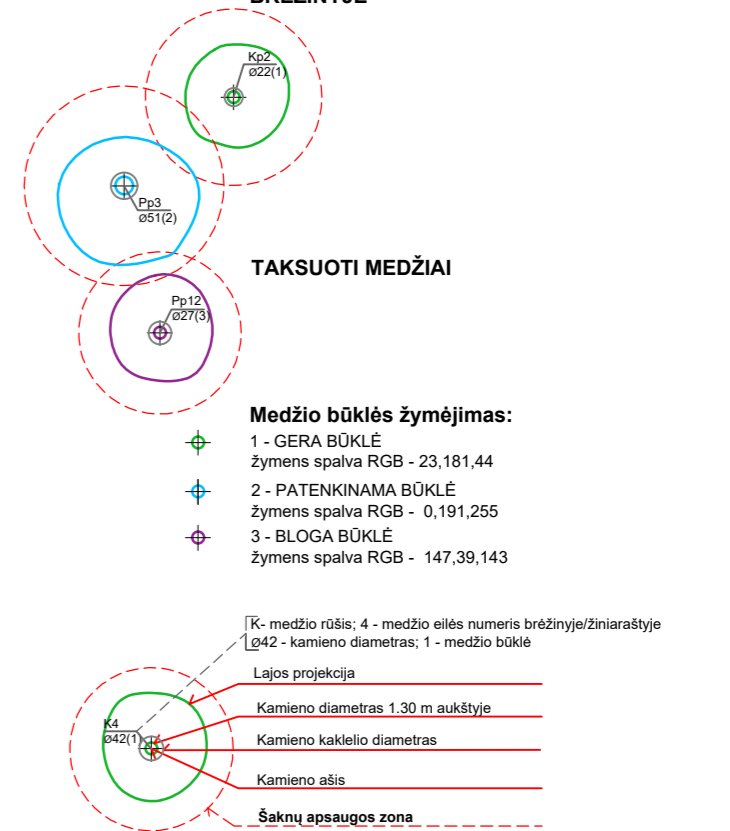 Kp2
Ø22(1)
Pp3
Ø51(2)
TAKSUOTI MEDŽIAI
Pp12
Ø27(3)
Medžio būklės žymėjimas:
1 - GERA BŪKLĖ
žymens spalva RGB - 23,181,44
2 - PATENKINAMA BŪKLĖ
žymens spalva RGB - 0,191,255
3 - BLOGA BŪKLĖ
žymens spalva RGB - 147,39,143
K- medžio rūšis; 4 - medžio eilės numeris brėžinyje/žiniaraštyje
Ø42 - kamieno diametras; 1 - medžio būklė
Lajos projekcija
Kamieno diametras 1.30 m aukštyje
K4
Ø42(1)
Kamieno kaklelio diametras
Kamieno ašis
Šaknų apsaugos zona